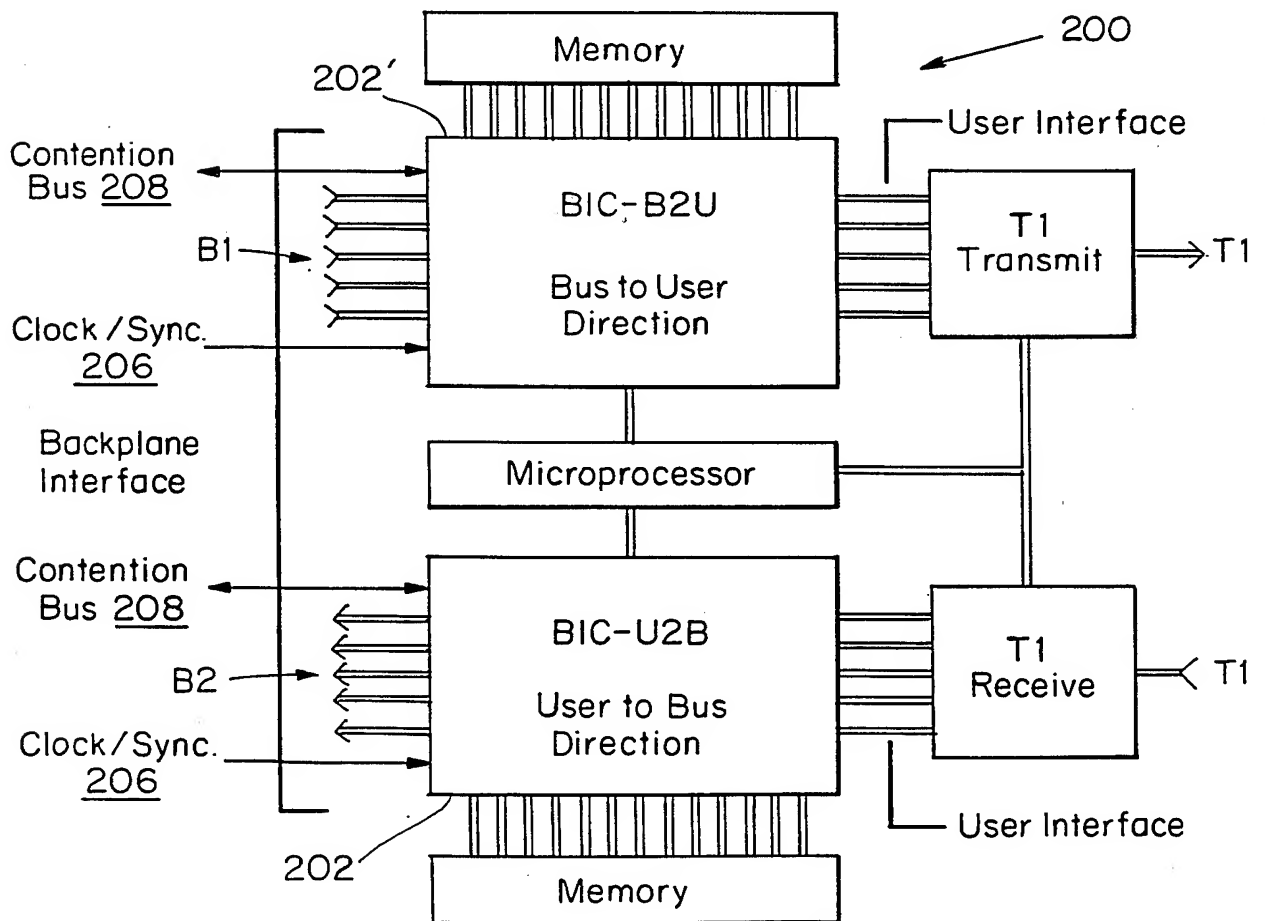 Memory
200
202'
User Interface
Contention
Bus 208
BIC-B2U
Bus to User
Direction
T1
Transmit
T1
B1
Clock/Sync.
206
Backplane
Interface
Microprocessor
Contention
Bus 208
BIC-U2B
User to Bus
Direction
T1
Receive
T1
B2
Clock/Sync.
206
User Interface
202
Memory